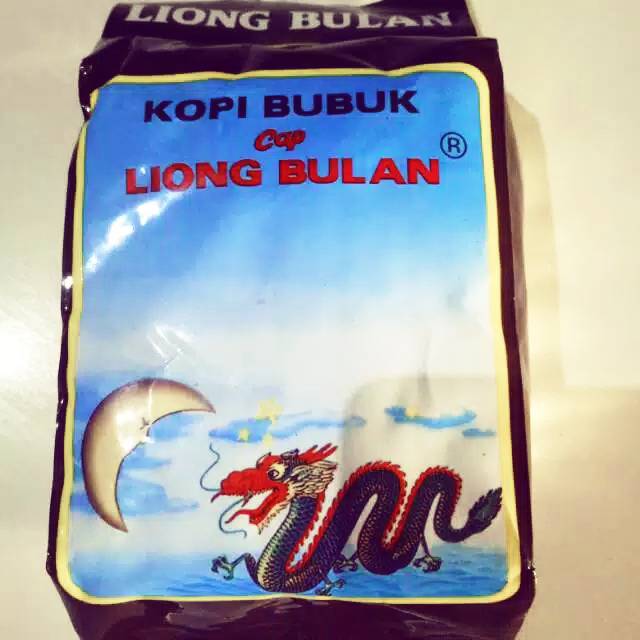 LIONG BULAN
KOPI BUBUK
Cap
LIONG BULAN ®